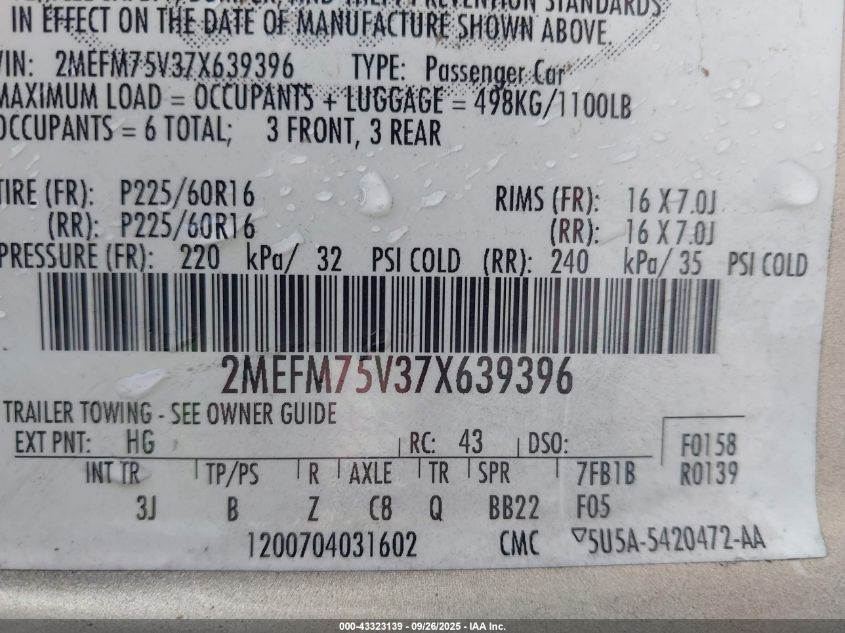 IN EFFECT ON THE DATE OF MANUFACTURE SHOWN ABOVE.
VIN: 2MEFM75V37X639396 TYPE: Passenger Car
MAXIMUM LOAD = OCCUPANTS + LUGGAGE = 498KG/1100LB
OCCUPANTS = 6 TOTAL; 3 FRONT, 3 REAR
TIRE (FR): P225/60R16 RIMS (FR): 16 X 7.0J
(RR): P225/60R16 (RR): 16 X 7.0J
PRESSURE (FR): 220 kPa/ 32 PSI COLD (RR): 240 kPa/ 35 PSI COLD
2MEFM75V37X639396
TRAILER TOWING - SEE OWNER GUIDE
EXT PNT: HG RC: 43 DSO: F0158
INT TR TP/PS R AXLE TR SPR 7FB1B R0139
3J B Z C8 Q BB22 F05
1200704031602 CMC ▽5U5A-5420472-AA
000-43323139 - 09/26/2025 - IAA Inc.